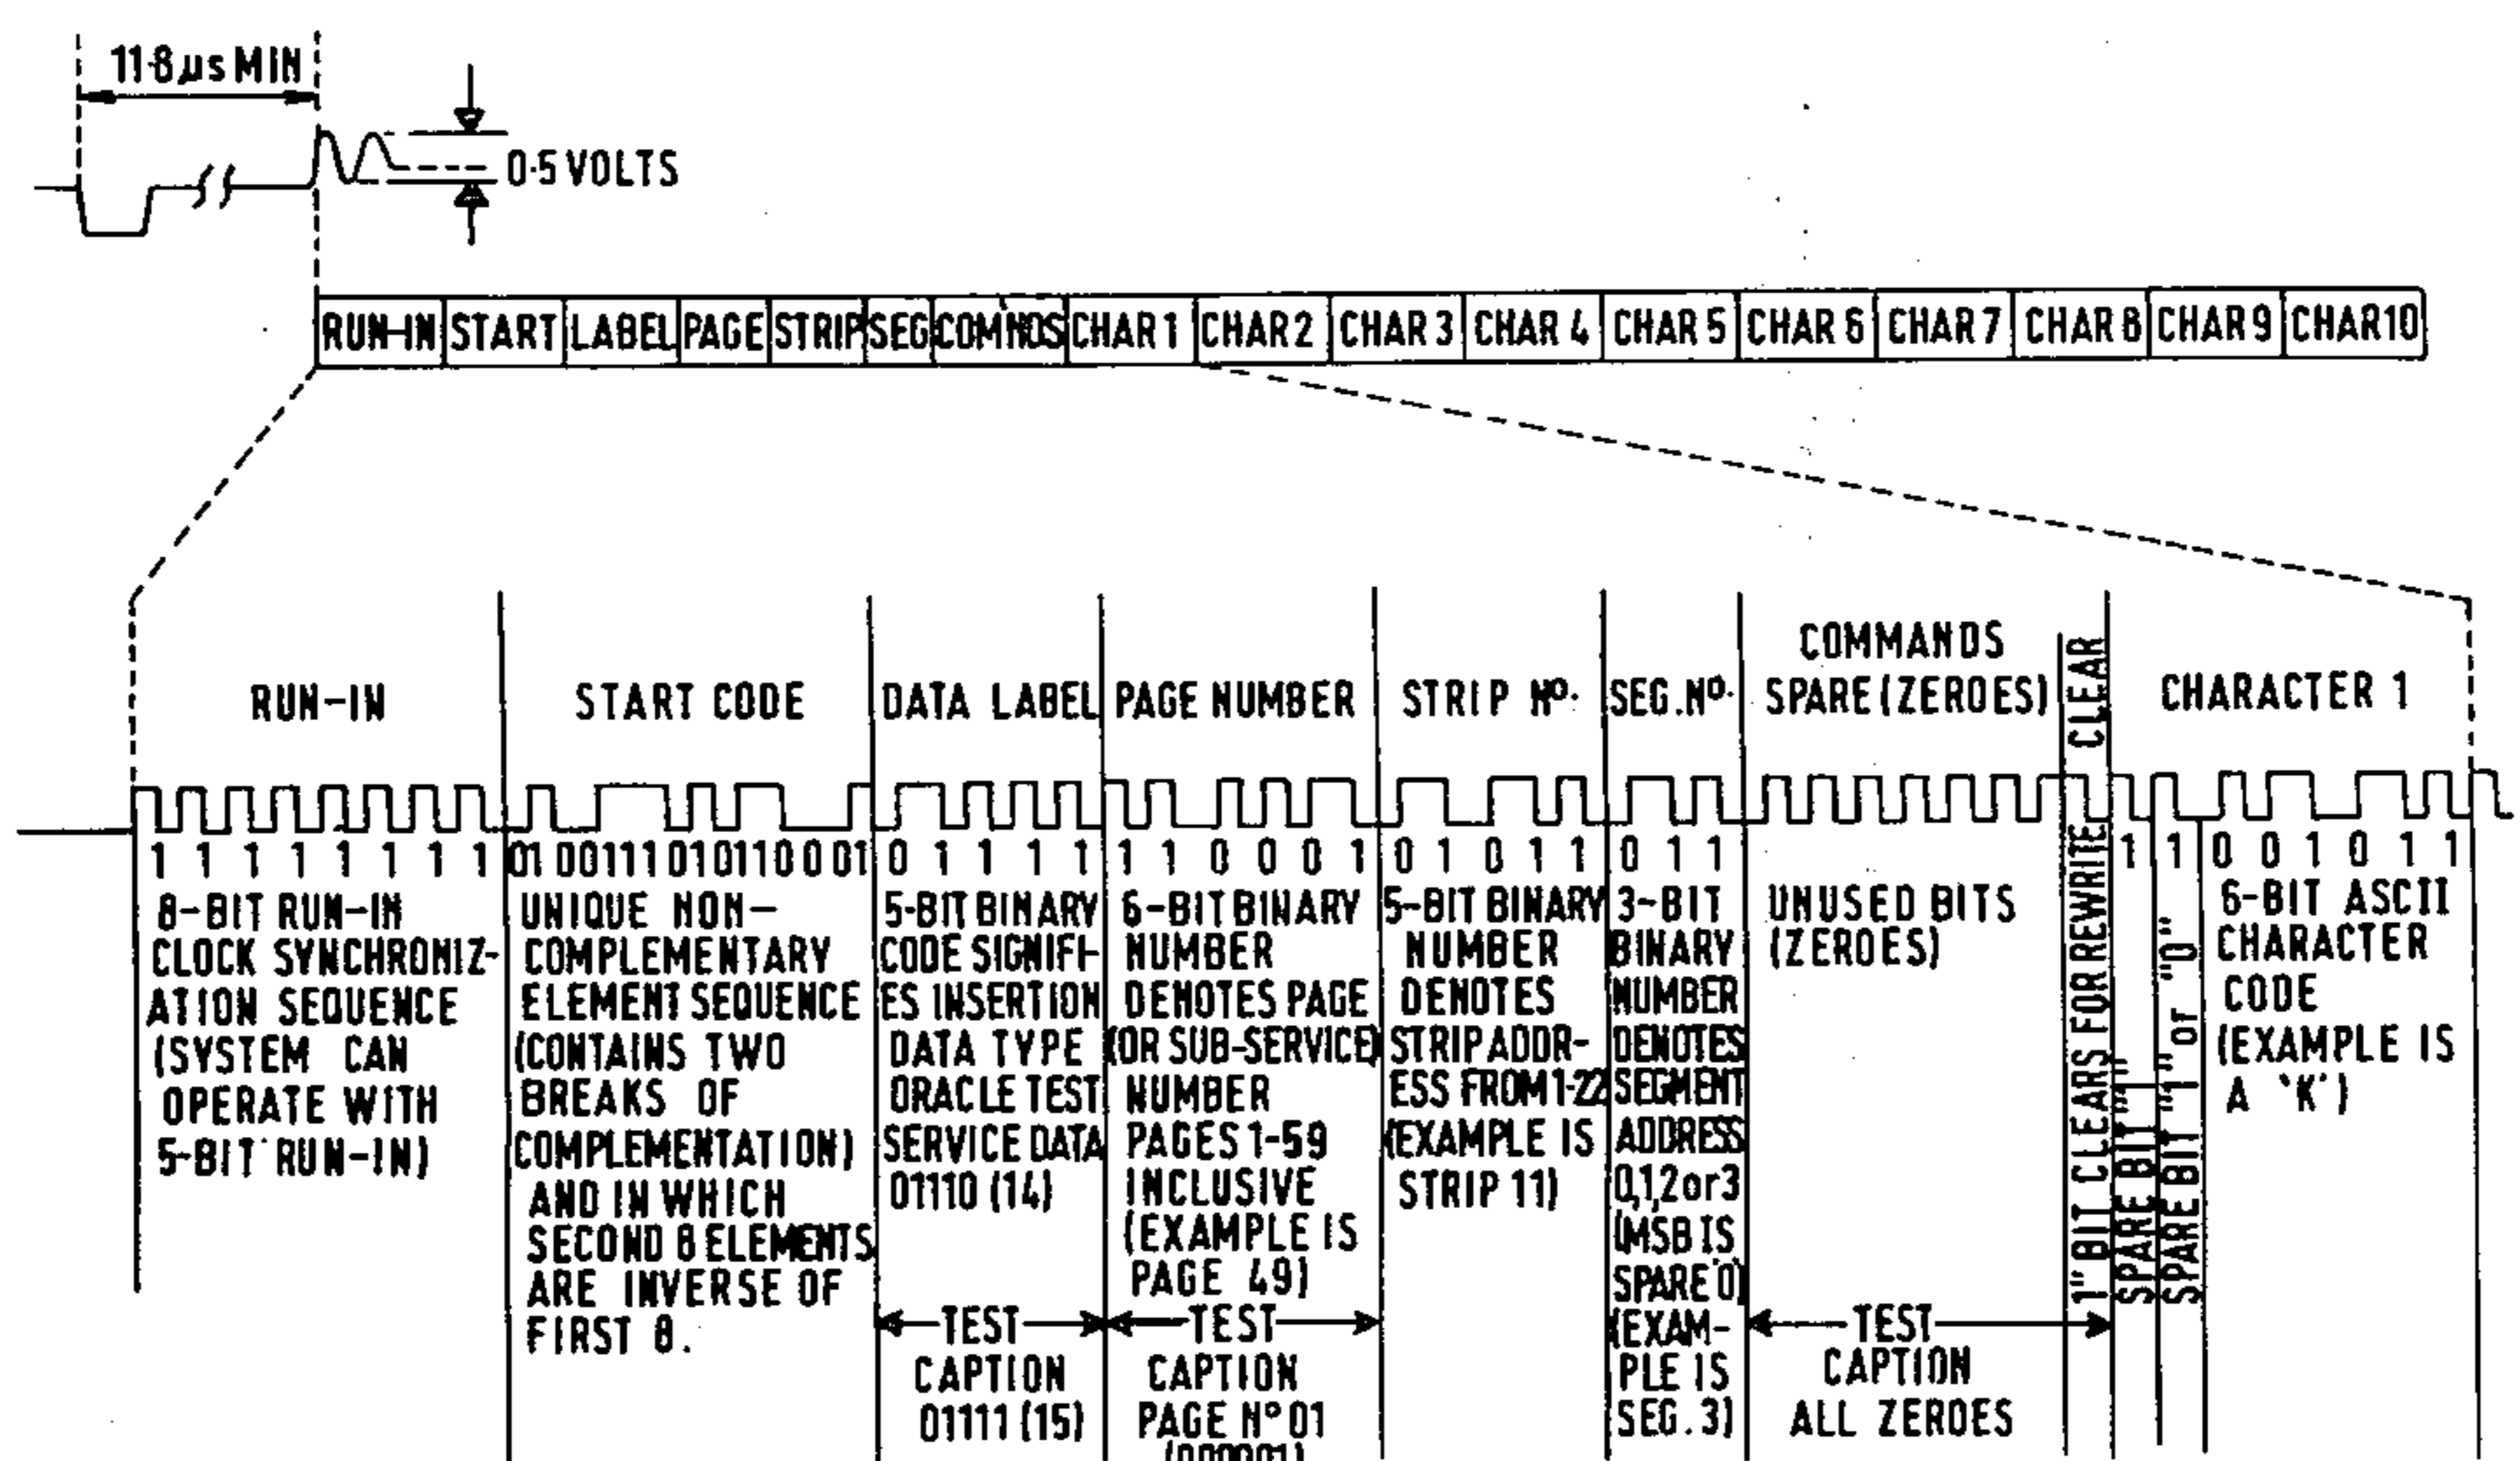 11·8 µs MIN
0·5 VOLTS
RUN-IN START LABEL PAGE STRIP SEG COMMNDS CHAR 1 CHAR 2 CHAR 3 CHAR 4 CHAR 5 CHAR 6 CHAR 7 CHAR 8 CHAR 9 CHAR10
RUN-IN
START CODE
DATA LABEL
PAGE NUMBER
STRIP Nº.
SEG.Nº.
COMMANDS
SPARE (ZEROES)
CLEAR
CHARACTER 1
1 1 1 1 1 1 1 1
01 00111010110001
0 1 1 1 1
1 1 0 0 0 1
0 1 0 1 1
0 1 1
1
1
0 0 1 0 1 1
8-BIT RUN-IN
CLOCK SYNCHRONIZ-
ATION SEQUENCE
(SYSTEM CAN
OPERATE WITH
5-BIT RUN-IN)
UNIQUE NON-
COMPLEMENTARY
ELEMENT SEQUENCE
(CONTAINS TWO
BREAKS OF
COMPLEMENTATION)
AND IN WHICH
SECOND 8 ELEMENTS
ARE INVERSE OF
FIRST 8.
5-BIT BINARY
CODE SIGNIFI-
ES INSERTION
DATA TYPE
ORACLE TEST
SERVICE DATA
01110 (14)
TEST
CAPTION
01111 (15)
6-BIT BINARY
NUMBER
DENOTES PAGE
(OR SUB-SERVICE)
NUMBER
PAGES 1-59
INCLUSIVE
(EXAMPLE IS
PAGE 49)
TEST
CAPTION
PAGE Nº 01
(000001)
5-BIT BINARY
NUMBER
DENOTES
STRIP ADDR-
ESS FROM 1-22
(EXAMPLE IS
STRIP 11)
3-BIT
BINARY
NUMBER
DENOTES
SEGMENT
ADDRESS
0,1,2 or 3
(MSB IS
SPARE 0)
(EXAM-
PLE IS
SEG. 3)
UNUSED BITS
(ZEROES)
TEST
CAPTION
ALL ZEROES
1" BIT CLEARS FOR REWRITE
SPARE BIT "1"
SPARE BIT "1" or "0"
6-BIT ASCII
CHARACTER
CODE
(EXAMPLE IS
A 'K')